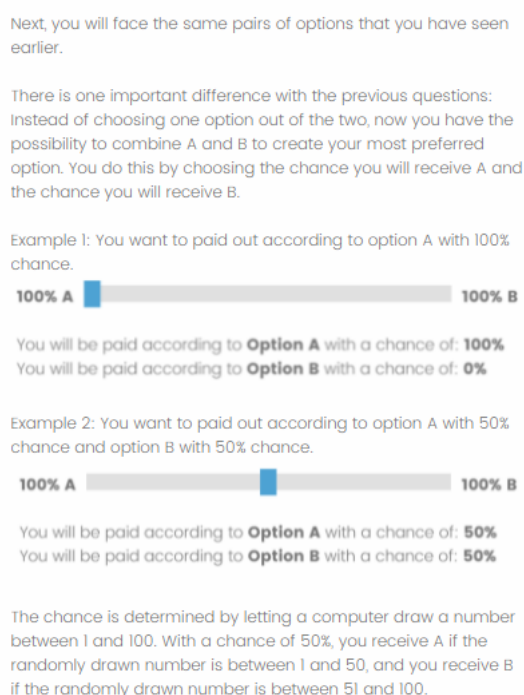 Next, you will face the same pairs of options that you have seen
earlier.
There is one important difference with the previous questions:
Instead of choosing one option out of the two, now you have the
possibility to combine A and B to create your most preferred
option. You do this by choosing the chance you will receive A and
the chance you will receive B.
Example 1: You want to paid out according to option A with 100%
chance.
100% A 100% B
You will be paid according to Option A with a chance of: 100%
You will be paid according to Option B with a chance of: 0%
Example 2: You want to paid out according to option A with 50%
chance and option B with 50% chance.
100% A 100% B
You will be paid according to Option A with a chance of: 50%
You will be paid according to Option B with a chance of: 50%
The chance is determined by letting a computer draw a number
between 1 and 100. With a chance of 50%, you receive A if the
randomly drawn number is between 1 and 50, and you receive B
if the randomly drawn number is between 51 and 100.